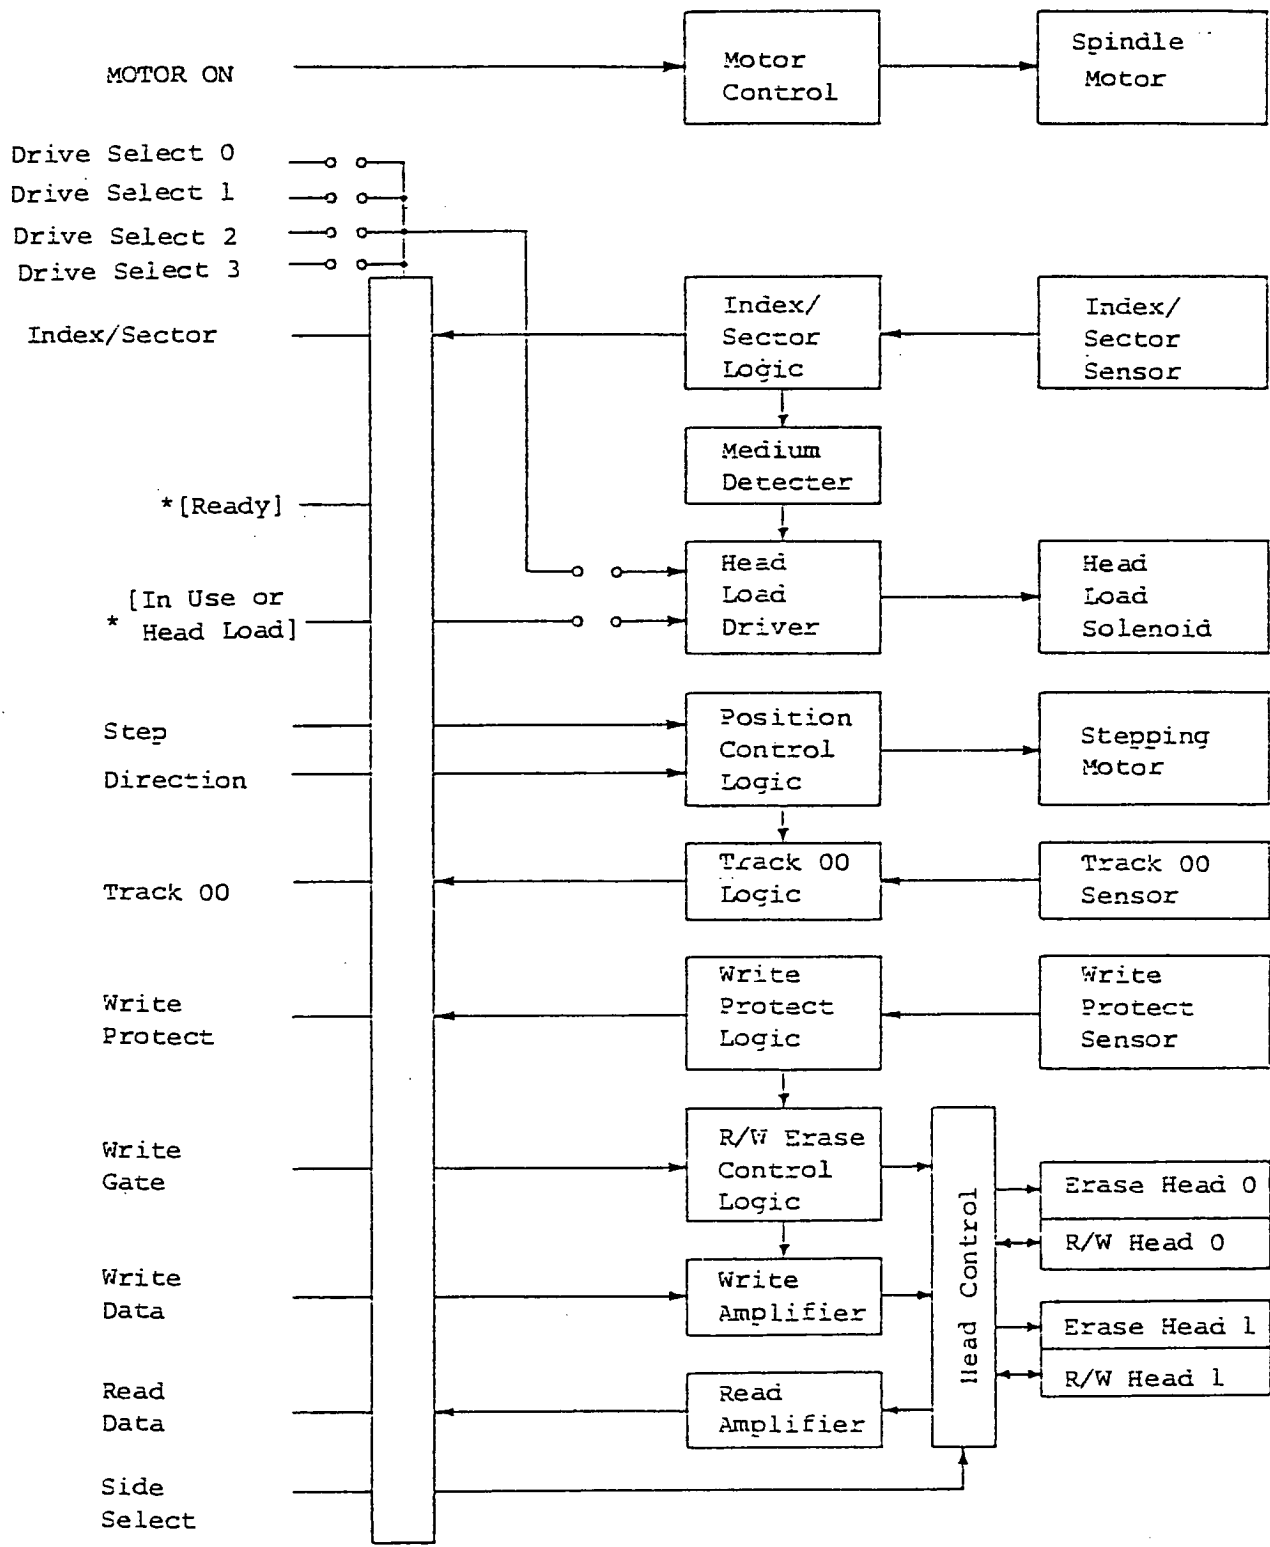 MOTOR ON
Motor
Control
Spindle
Motor
Drive Select 0
Drive Select 1
Drive Select 2
Drive Select 3
Index/Sector
Index/
Sector
Logic
Index/
Sector
Sensor
Medium
Detecter
*[Ready]
[In Use or
* Head Load]
Head
Load
Driver
Head
Load
Solenoid
Step
Direction
Position
Control
Logic
Stepping
Motor
Track 00
Track 00
Logic
Track 00
Sensor
Write
Protect
Write
Protect
Logic
Write
Protect
Sensor
Write
Gate
R/W Erase
Control
Logic
Head Control
Erase Head 0
R/W Head 0
Write
Data
Write
Amplifier
Erase Head 1
R/W Head 1
Read
Data
Read
Amplifier
Side
Select